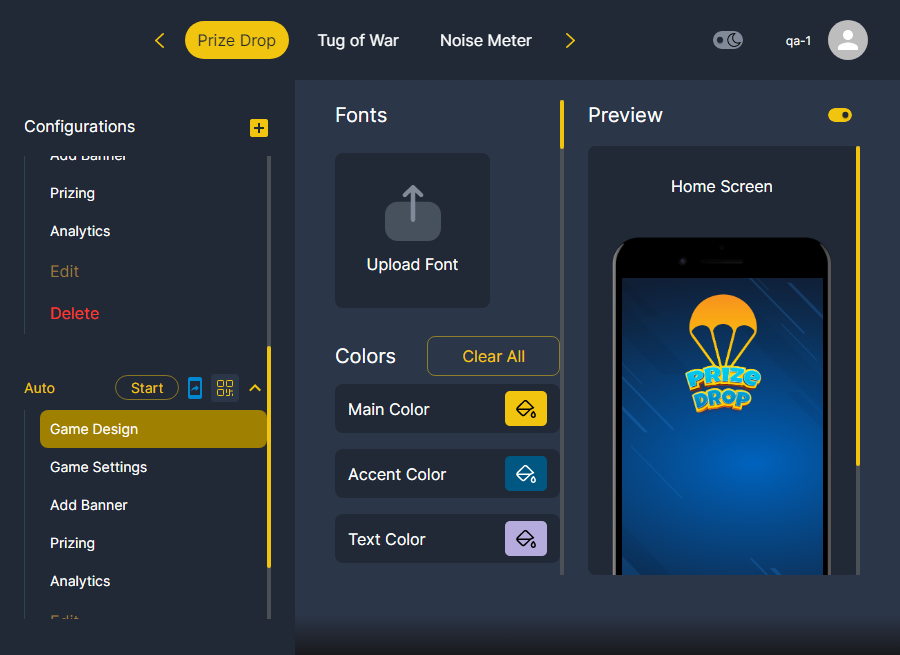 Prize Drop
Tug of War
Noise Meter
qa-1
Configurations
Add Banner
Prizing
Analytics
Edit
Delete
Auto
Start
Game Design
Game Settings
Add Banner
Prizing
Analytics
Edit
Fonts
Upload Font
Colors
Clear All
Main Color
Accent Color
Text Color
Preview
Home Screen
PRIZE
DROP